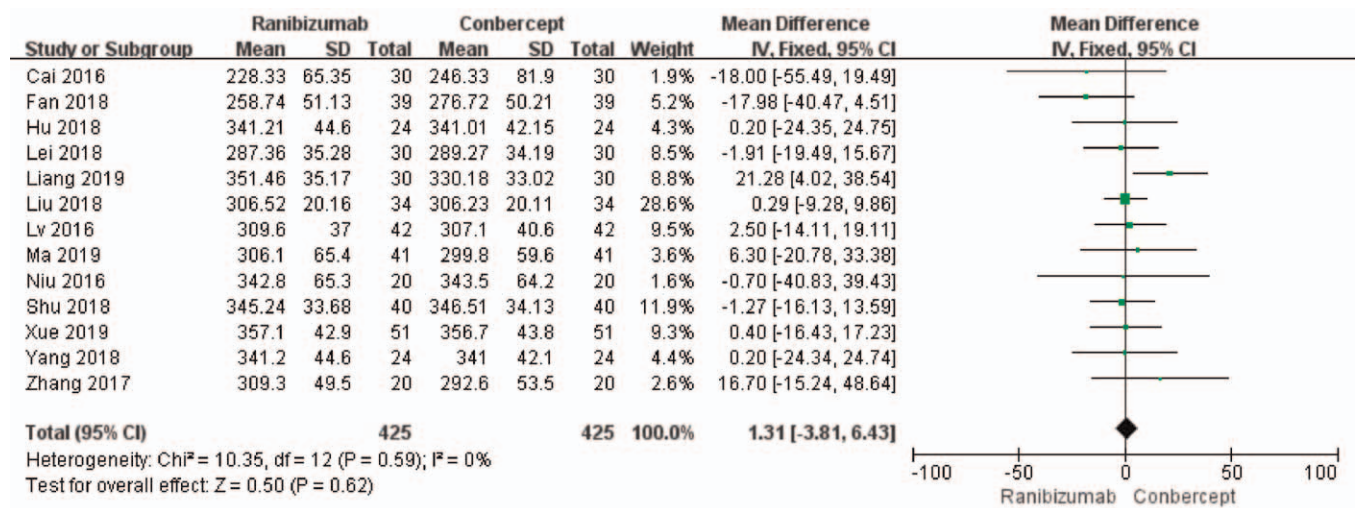 Ranibizumab Conbercept Mean Difference Mean Difference
Study or Subgroup Mean SD Total Mean SD Total Weight IV, Fixed, 95% CI IV, Fixed, 95% CI
Cai 2016 228.33 65.35 30 246.33 81.9 30 1.9% -18.00 [-55.49, 19.49]
Fan 2018 258.74 51.13 39 276.72 50.21 39 5.2% -17.98 [-40.47, 4.51]
Hu 2018 341.21 44.6 24 341.01 42.15 24 4.3% 0.20 [-24.35, 24.75]
Lei 2018 287.36 35.28 30 289.27 34.19 30 8.5% -1.91 [-19.49, 15.67]
Liang 2019 351.46 35.17 30 330.18 33.02 30 8.8% 21.28 [4.02, 38.54]
Liu 2018 306.52 20.16 34 306.23 20.11 34 28.6% 0.29 [-9.28, 9.86]
Lv 2016 309.6 37 42 307.1 40.6 42 9.5% 2.50 [-14.11, 19.11]
Ma 2019 306.1 65.4 41 299.8 59.6 41 3.6% 6.30 [-20.78, 33.38]
Niu 2016 342.8 65.3 20 343.5 64.2 20 1.6% -0.70 [-40.83, 39.43]
Shu 2018 345.24 33.68 40 346.51 34.13 40 11.9% -1.27 [-16.13, 13.59]
Xue 2019 357.1 42.9 51 356.7 43.8 51 9.3% 0.40 [-16.43, 17.23]
Yang 2018 341.2 44.6 24 341 42.1 24 4.4% 0.20 [-24.34, 24.74]
Zhang 2017 309.3 49.5 20 292.6 53.5 20 2.6% 16.70 [-15.24, 48.64]
Total (95% CI) 425 425 100.0% 1.31 [-3.81, 6.43]
Heterogeneity: Chi² = 10.35, df = 12 (P = 0.59); I² = 0%
Test for overall effect: Z = 0.50 (P = 0.62)
-100 -50 0 50 100
Ranibizumab Conbercept